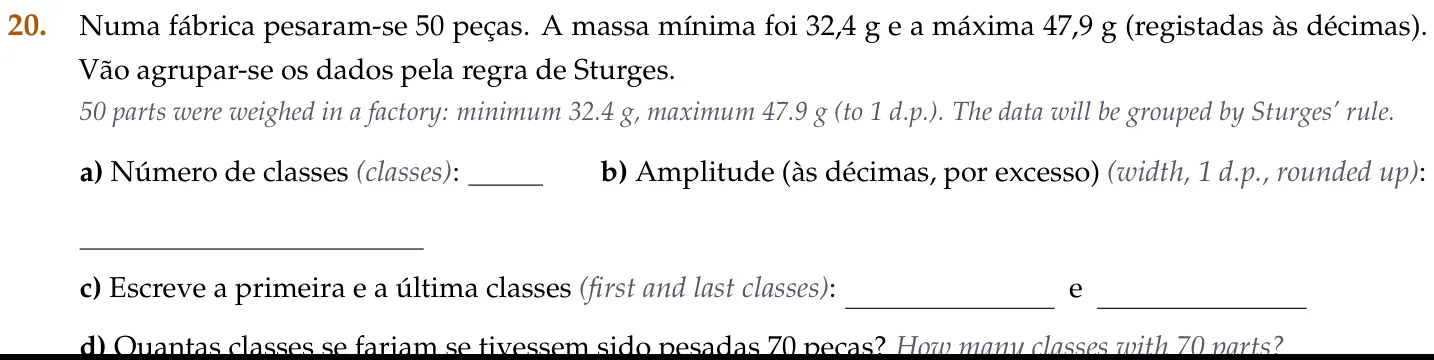 20. Numa fábrica pesaram-se 50 peças. A massa mínima foi 32,4 g e a máxima 47,9 g (registadas às décimas).
Vão agrupar-se os dados pela regra de Sturges.
50 parts were weighed in a factory: minimum 32.4 g, maximum 47.9 g (to 1 d.p.). The data will be grouped by Sturges’ rule.
a) Número de classes (classes): _____ b) Amplitude (às décimas, por excesso) (width, 1 d.p., rounded up):
_______________________
c) Escreve a primeira e a última classes (first and last classes): ______________ e ______________
d) Quantas classes se fariam se tivessem sido pesadas 70 peças? How many classes with 70 parts?